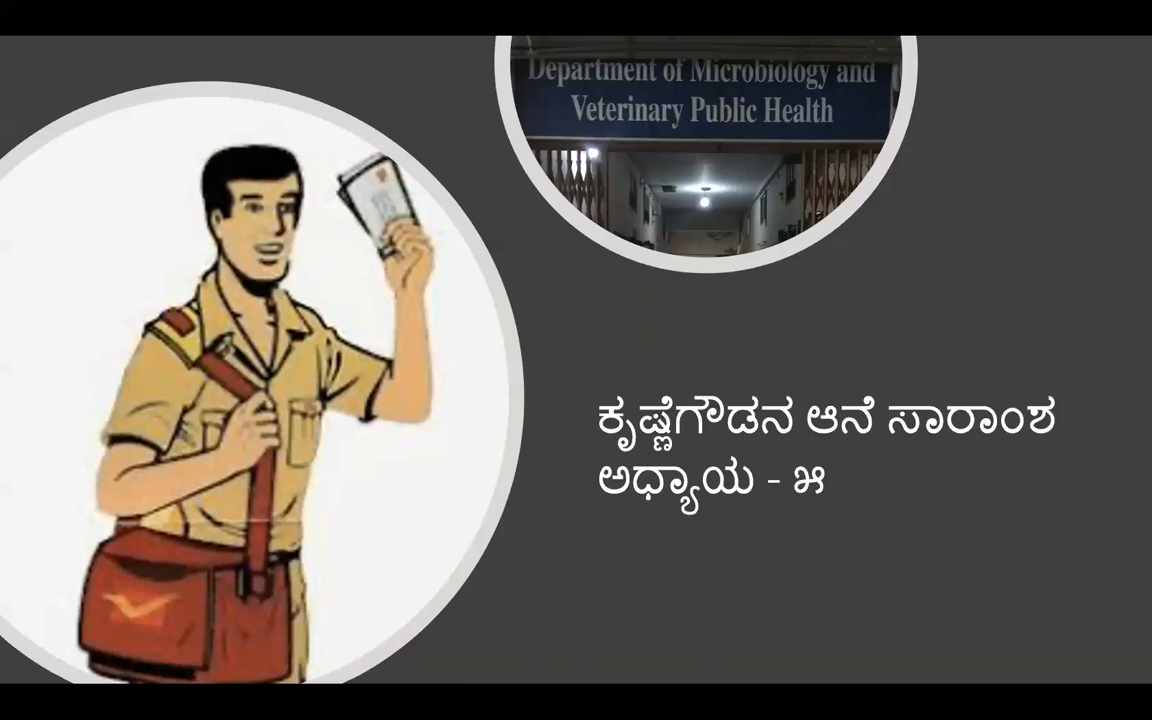 Department of Microbiology and
Veterinary Public Health
ಕೃಷ್ಣೆಗೌಡನ ಆನೆ ಸಾರಾಂಶ
ಅಧ್ಯಾಯ - ೫